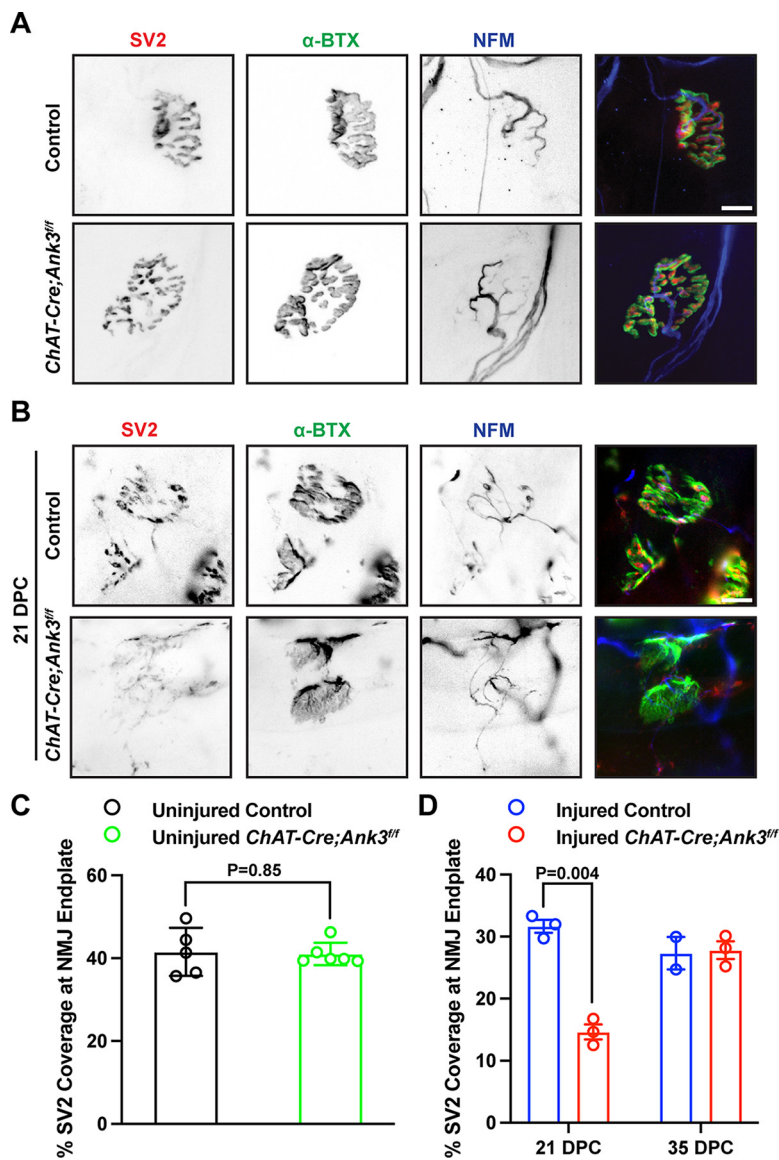 A
SV2 α-BTX NFM
Control
ChAT-Cre;Ank3f/f
B
SV2 α-BTX NFM
21 DPC
Control
ChAT-Cre;Ank3f/f
C
Uninjured Control
Uninjured ChAT-Cre;Ank3f/f
% SV2 Coverage at NMJ Endplate
60
40
20
0
P=0.85
D
Injured Control
Injured ChAT-Cre;Ank3f/f
% SV2 Coverage at NMJ Endplate
40
30
20
10
0
P=0.004
21 DPC 35 DPC